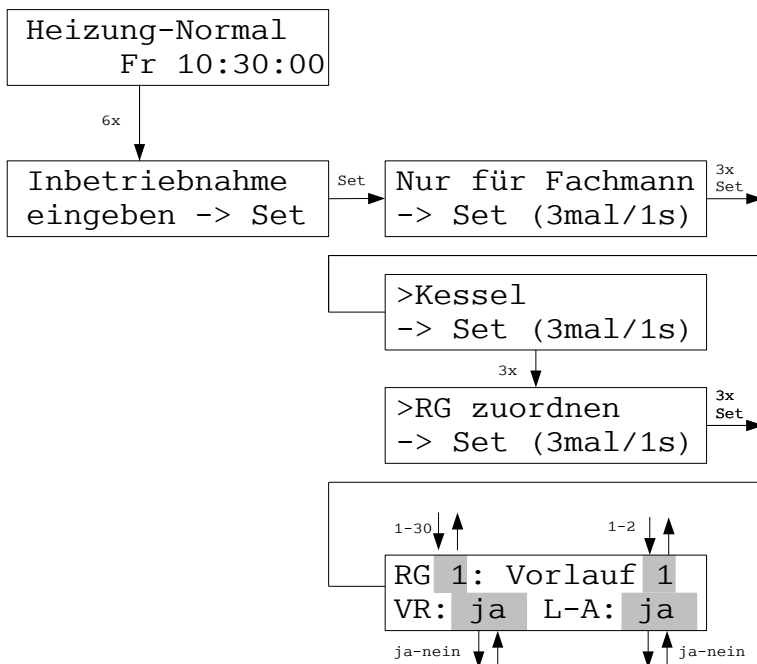 Heizung-Normal
Fr 10:30:00
6x
Inbetriebnahme
eingeben -> Set
Set
Nur für Fachmann
-> Set (3mal/1s)
3x
Set
>Kessel
-> Set (3mal/1s)
3x
>RG zuordnen
-> Set (3mal/1s)
3x
Set
1-30
1-2
RG 1: Vorlauf 1
VR: ja L-A: ja
ja-nein
ja-nein